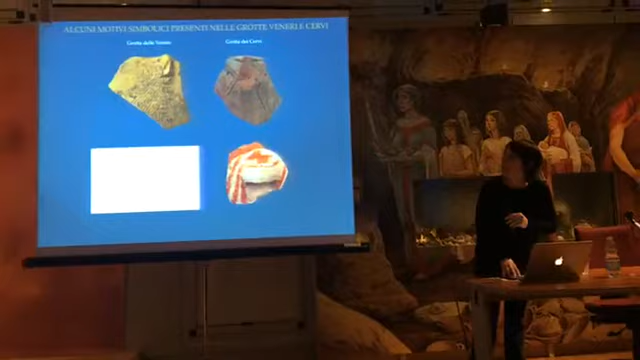 ALCUNI MOTIVI SIMBOLICI PRESENTI NELLE GROTTE VENERI E CERVI
Grotta delle Veneri
Grotta dei Cervi